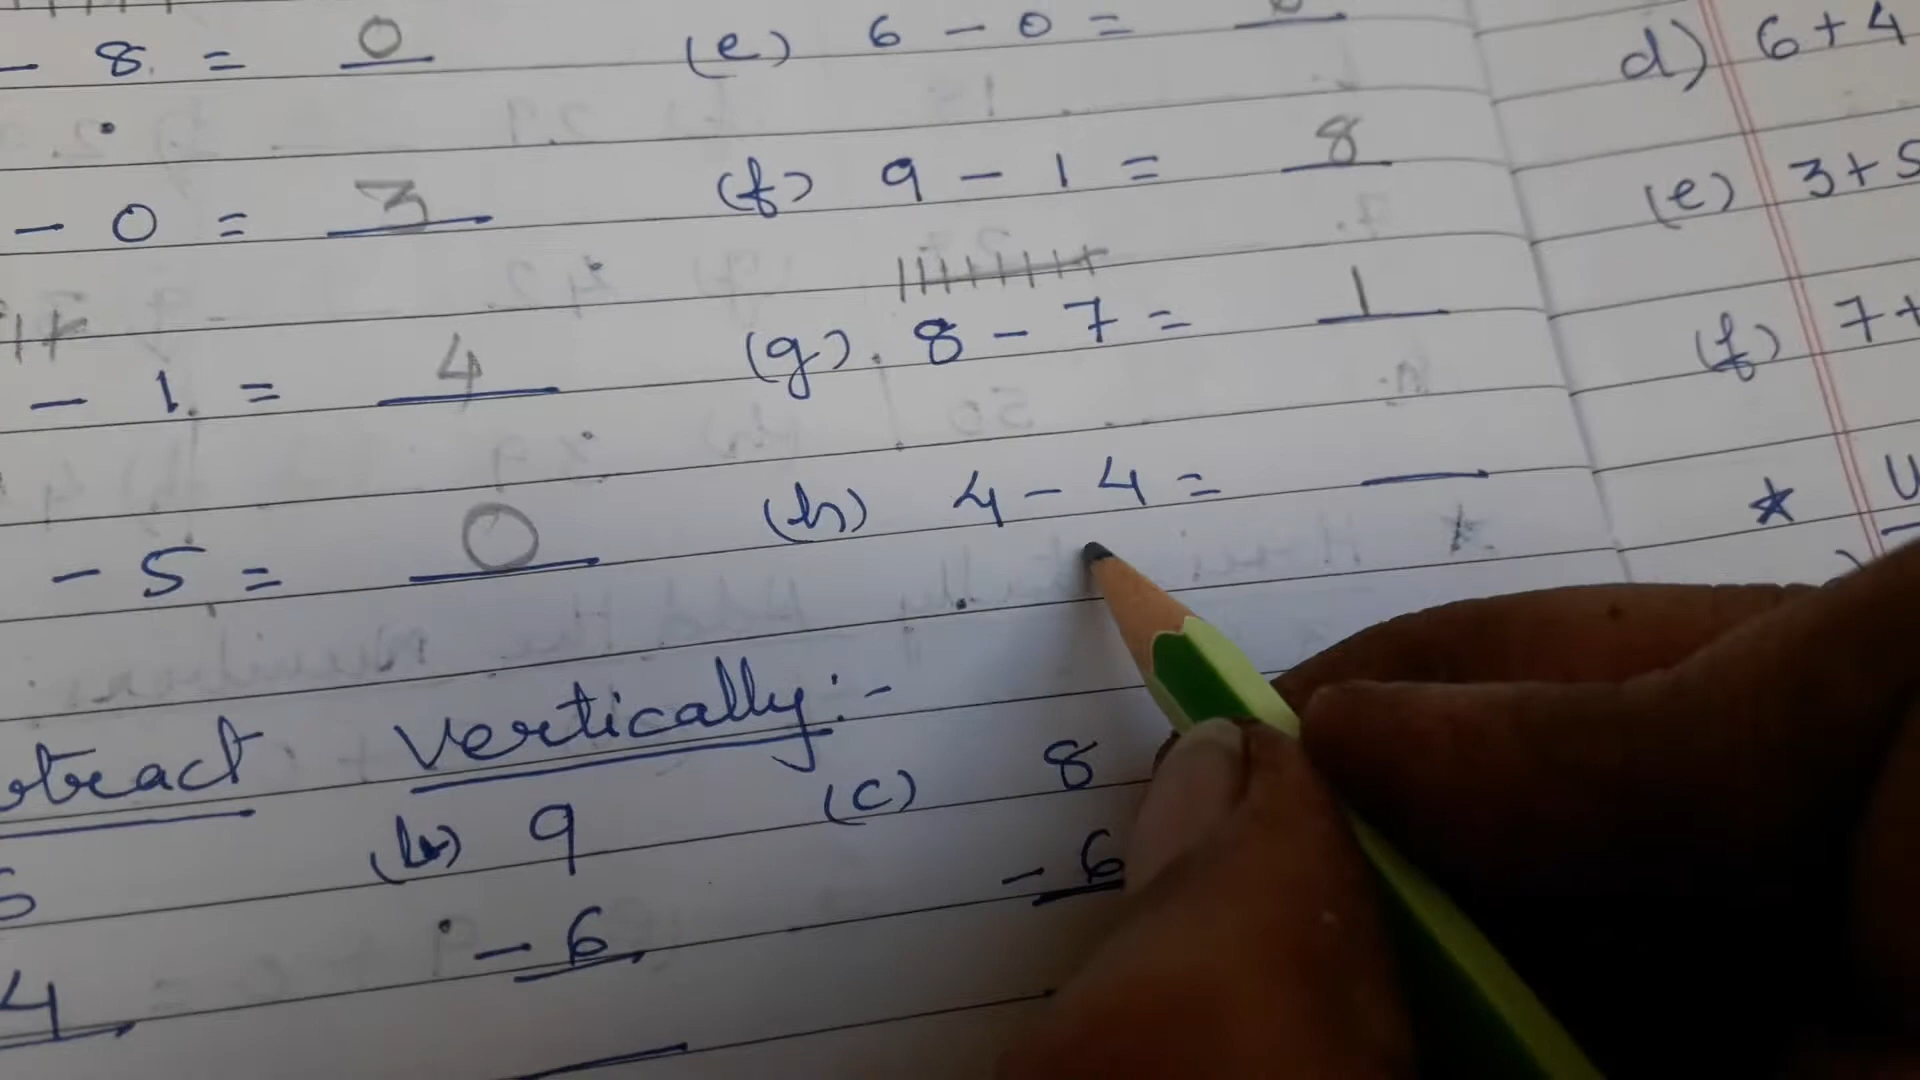 - 8 = 0 (e) 6 - 0 =
- 0 = 3 (f) 9 - 1 = 8
- 1 = 4 (g) 8 - 7 = 1
- 5 = 0 (h) 4 - 4 =
vertically:-
(b) 9 (c) 8
- 6 - 6
4
d) 6+4
(e) 3+5
(f) 7+
*